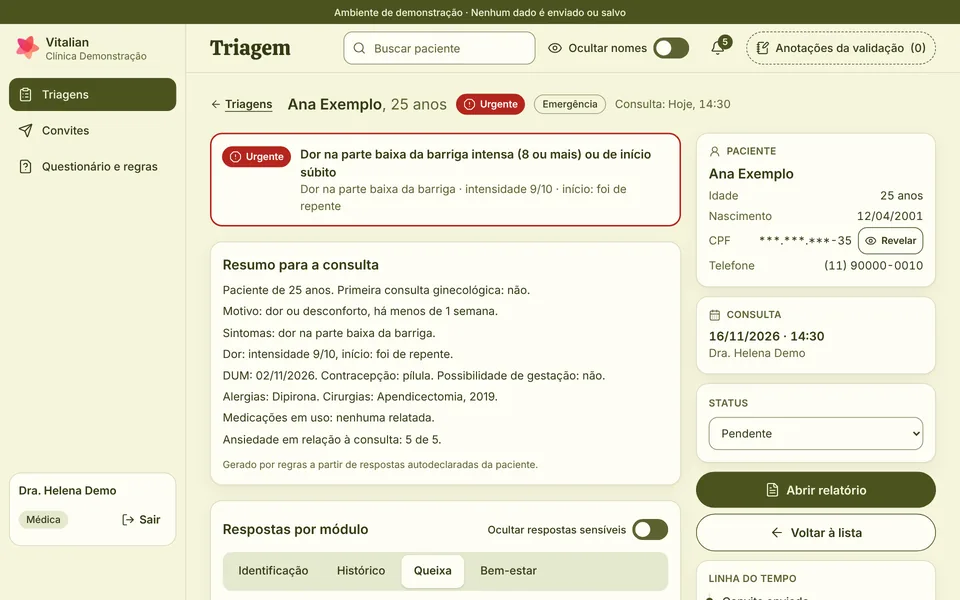 Ambiente de demonstração · Nenhum dado é enviado ou salvo
Vitalian
Clínica Demonstração
Triagem
Buscar paciente
Ocultar nomes
5
Anotações da validação (0)
Triagens
Convites
Questionário e regras
Dra. Helena Demo
Médica
Sair
← Triagens
Ana Exemplo, 25 anos
Urgente
Emergência
Consulta: Hoje, 14:30
Urgente
Dor na parte baixa da barriga intensa (8 ou mais) ou de início
súbito
Dor na parte baixa da barriga · intensidade 9/10 · início: foi de
repente
Resumo para a consulta
Paciente de 25 anos. Primeira consulta ginecológica: não.
Motivo: dor ou desconforto, há menos de 1 semana.
Sintomas: dor na parte baixa da barriga.
Dor: intensidade 9/10, início: foi de repente.
DUM: 02/11/2026. Contracepção: pílula. Possibilidade de gestação: não.
Alergias: Dipirona. Cirurgias: Apendicectomia, 2019.
Medicações em uso: nenhuma relatada.
Ansiedade em relação à consulta: 5 de 5.
Gerado por regras a partir de respostas autodeclaradas da paciente.
Respostas por módulo
Ocultar respostas sensíveis
Identificação
Histórico
Queixa
Bem-estar
PACIENTE
Ana Exemplo
Idade 25 anos
Nascimento 12/04/2001
CPF ***.***.***-35 Revelar
Telefone (11) 90000-0010
CONSULTA
16/11/2026 · 14:30
Dra. Helena Demo
STATUS
Pendente
Abrir relatório
← Voltar à lista
LINHA DO TEMPO
Convite enviado